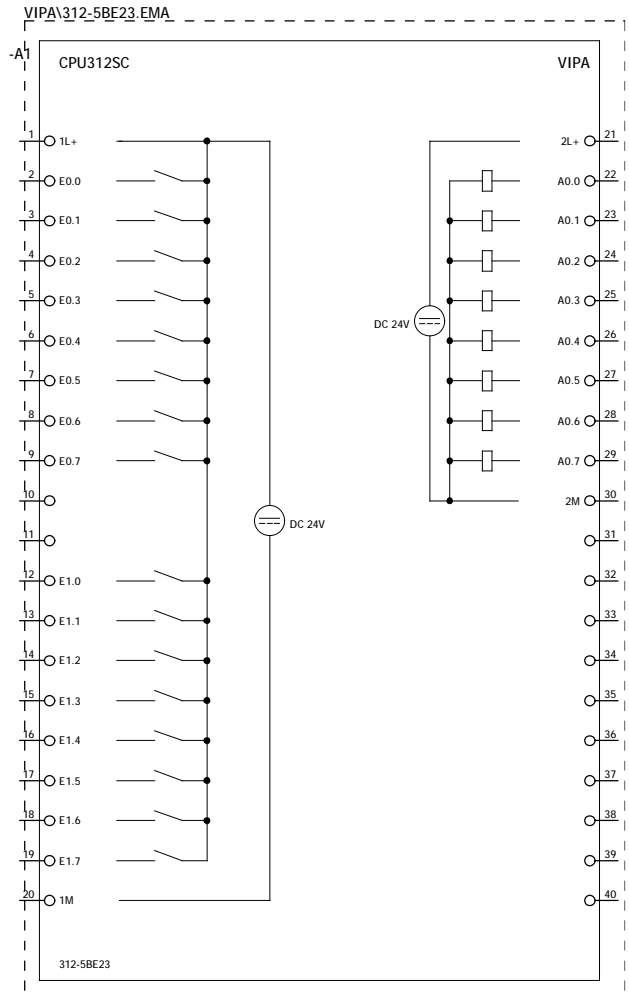 VIPA\312-5BE23.EMA
-A1
CPU312SC VIPA
1 1L+ 2L+ 21
2 E0.0 A0.0 22
3 E0.1 A0.1 23
4 E0.2 A0.2 24
5 E0.3 A0.3 25
DC 24V
6 E0.4 A0.4 26
7 E0.5 A0.5 27
8 E0.6 A0.6 28
9 E0.7 A0.7 29
10 2M 30
DC 24V
11 31
12 E1.0 32
13 E1.1 33
14 E1.2 34
15 E1.3 35
16 E1.4 36
17 E1.5 37
18 E1.6 38
19 E1.7 39
20 1M 40
312-5BE23